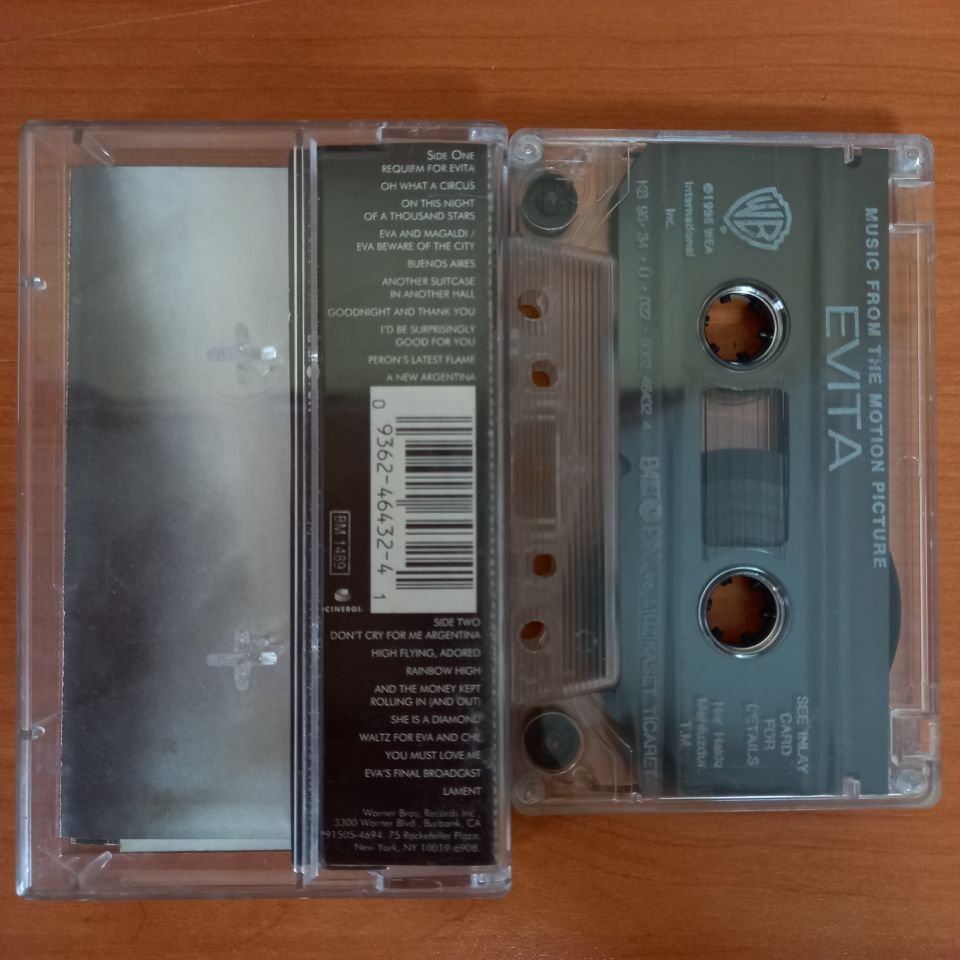 SIDE ONE
REQUIEM FOR EVITA
OH WHAT A CIRCUS
ON THIS NIGHT
OF A THOUSAND STARS
EVA AND MAGALDI /
EVA BEWARE OF THE CITY
BUENOS AIRES
ANOTHER SUITCASE
IN ANOTHER HALL
GOODNIGHT AND THANK YOU
I'D BE SURPRISINGLY
GOOD FOR YOU
PERON'S LATEST FLAME
A NEW ARGENTINA
0 9362-46432-4 1
BM 1489
CINERGI
SIDE TWO
DON'T CRY FOR ME ARGENTINA
HIGH FLYING, ADORED
RAINBOW HIGH
AND THE MONEY KEPT
ROLLING IN (AND OUT)
SHE IS A DIAMOND
WALTZ FOR EVA AND CHE
YOU MUST LOVE ME
EVA'S FINAL BROADCAST
LAMENT
Warner Bros. Records Inc.,
3300 Warner Blvd., Burbank, CA
91505-4694. 75 Rockefeller Plaza,
New York, NY 10019-6908.
MUSIC FROM THE MOTION PICTURE
EVITA
WB
1996 WEA
International
Inc.
SEE INLAY
CARD
FOR
DETAILS
Her Hakkı
Mahfuzdur.
T.M.
MÜZİK KASET TİCARET